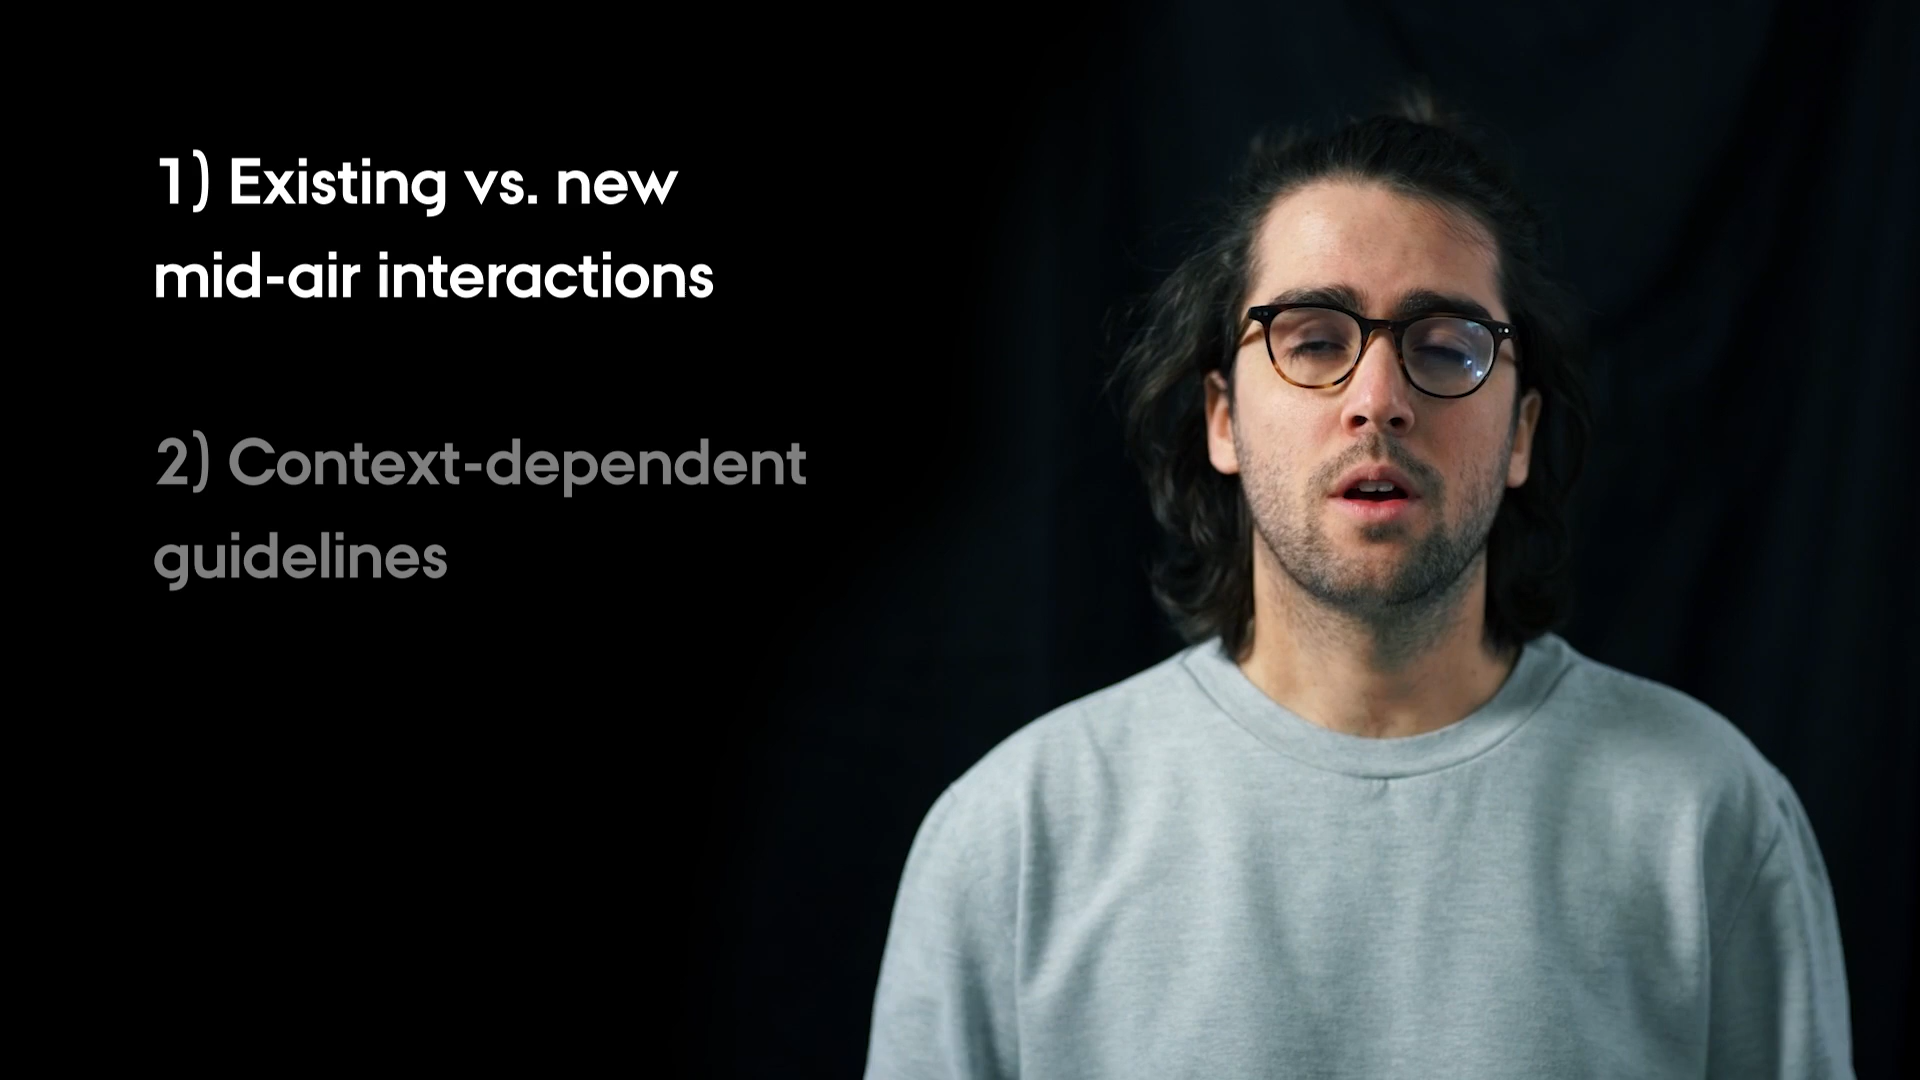 1) Existing vs. new
mid-air interactions
2) Context-dependent
guidelines